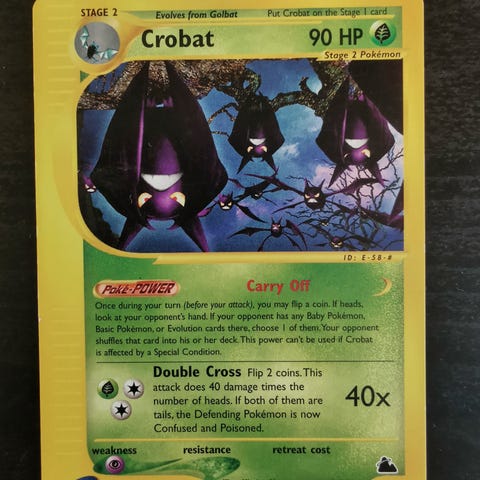 STAGE 2 Evolves from Golbat Put Crobat on the Stage 1 card
Crobat 90 HP
Stage 2 Pokémon
ID: E-58-#
Poké-POWER Carry Off
Once during your turn (before your attack), you may flip a coin. If heads,
look at your opponent's hand. If your opponent has any Baby Pokémon,
Basic Pokémon, or Evolution cards there, choose 1 of them. Your opponent
shuffles that card into his or her deck. This power can't be used if Crobat
is affected by a Special Condition.
Double Cross Flip 2 coins. This
attack does 40 damage times the
number of heads. If both of them are
tails, the Defending Pokémon is now
Confused and Poisoned.
40x
weakness resistance retreat cost